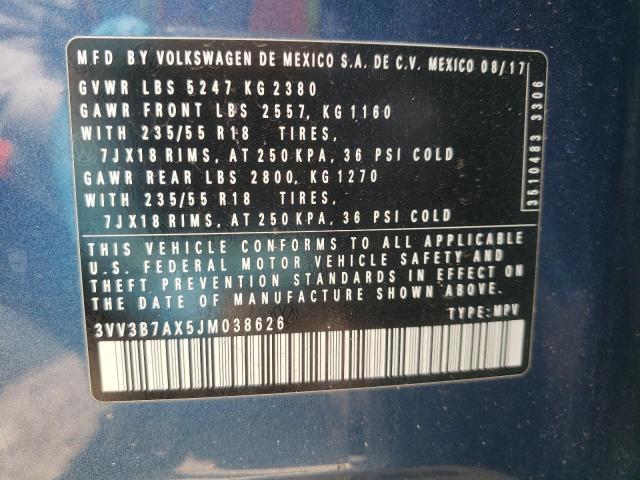 MFD BY VOLKSWAGEN DE MEXICO S.A. DE C.V. MEXICO 08/17
GVWR LBS 5247 KG 2380
GAWR FRONT LBS 2557, KG 1160
WITH 235/55 R18 TIRES,
7JX18 RIMS, AT 250 KPA, 36 PSI COLD
GAWR REAR LBS 2800, KG 1270
WITH 235/55 R18 TIRES,
7JX18 RIMS, AT 250 KPA, 36 PSI COLD
THIS VEHICLE CONFORMS TO ALL APPLICABLE
U.S. FEDERAL MOTOR VEHICLE SAFETY AND
THEFT PREVENTION STANDARDS IN EFFECT ON
THE DATE OF MANUFACTURE SHOWN ABOVE.
3VV3B7AX5JM038626 TYPE: MPV
3510483 3306